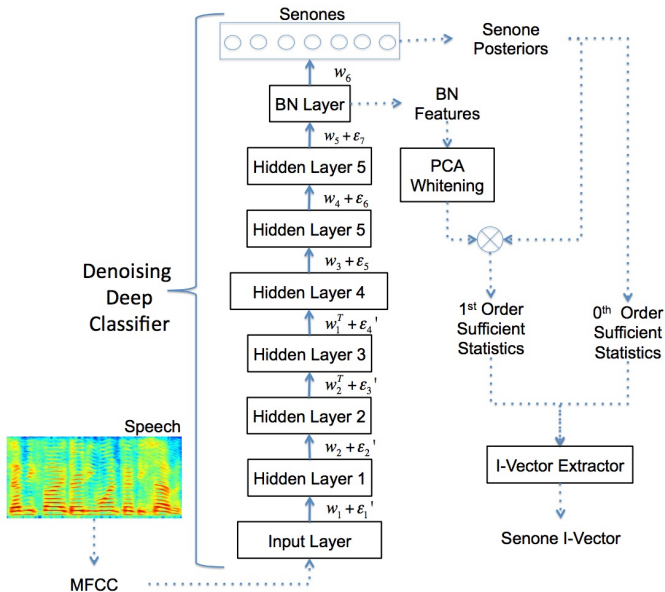 Senones
Senone
Posteriors
w₆
BN Layer
BN
Features
w₅ + ε₇
Hidden Layer 5
PCA
Whitening
w₄ + ε₆
Hidden Layer 5
w₃ + ε₅
Denoising
Deep
Classifier
Hidden Layer 4
1st Order
Sufficient
Statistics
0th Order
Sufficient
Statistics
w₁ᵀ + ε₄'
Hidden Layer 3
w₂ᵀ + ε₃'
Hidden Layer 2
Speech
w₂ + ε₂'
Hidden Layer 1
I-Vector Extractor
w₁ + ε₁'
Input Layer
Senone I-Vector
MFCC